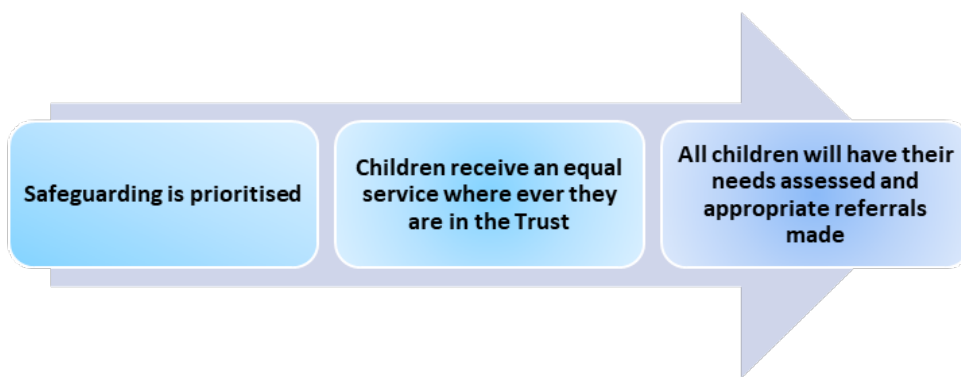 Safeguarding is prioritised
Children receive an equal
service where ever they
are in the Trust
All children will have their
needs assessed and
appropriate referrals
made